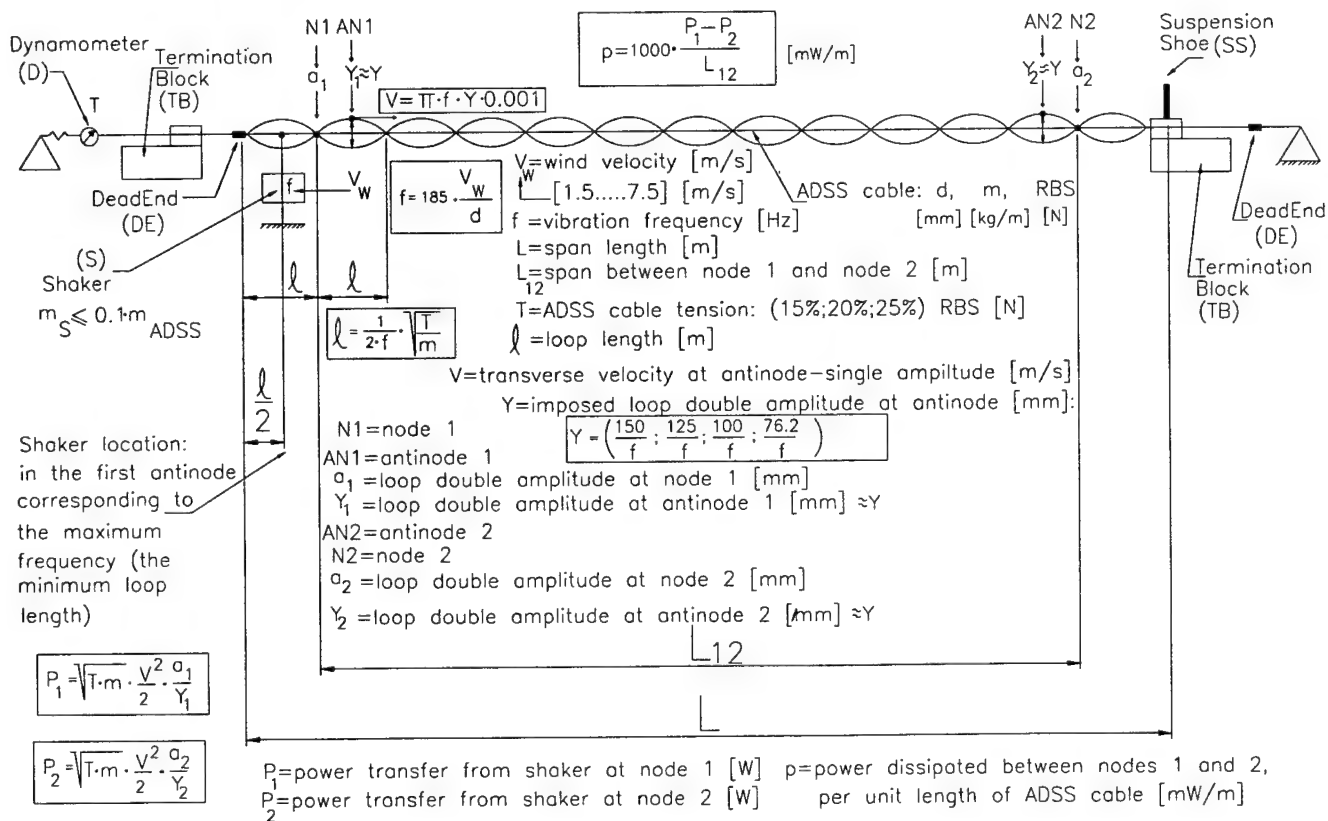 Dynamometer
(D)
T
Termination
Block
(TB)
N1 AN1
a1
Y1≈Y
V=π·f·Y·0.001
p=1000·(P1–P2)/L12 [mW/m]
AN2 N2
Y2≈Y
a2
Suspension
Shoe (SS)
DeadEnd
(DE)
f
VW
f=185·VW/d
VW=wind velocity [m/s]
[1.5.....7.5] [m/s]
f =vibration frequency [Hz]
L=span length [m]
L12=span between node 1 and node 2 [m]
T=ADSS cable tension: (15%;20%;25%) RBS [N]
ℓ =loop length [m]
V=transverse velocity at antinode–single ampiltude [m/s]
Y=imposed loop double amplitude at antinode [mm]:
Y=(150/f ; 125/f ; 100/f ; 76.2/f)
ADSS cable: d, m, RBS
[mm] [kg/m] [N]
DeadEnd
(DE)
Termination
Block
(TB)
(S)
Shaker
mS ⩽ 0.1·mADSS
ℓ
ℓ
ℓ=1/(2·f)·√(T/m)
ℓ/2
Shaker location:
in the first antinode
corresponding to
the maximum
frequency (the
minimum loop
length)
N1=node 1
AN1=antinode 1
a1 =loop double amplitude at node 1 [mm]
Y1 =loop double amplitude at antinode 1 [mm] ≈Y
AN2=antinode 2
N2=node 2
a2 =loop double amplitude at node 2 [mm]
Y2 =loop double amplitude at antinode 2 [mm] ≈Y
L12
L
P1=√(T·m)·V²/2·a1/Y1
P2=√(T·m)·V²/2·a2/Y2
P1=power transfer from shaker at node 1 [W]
P2=power transfer from shaker at node 2 [W]
p=power dissipated between nodes 1 and 2,
per unit length of ADSS cable [mW/m]